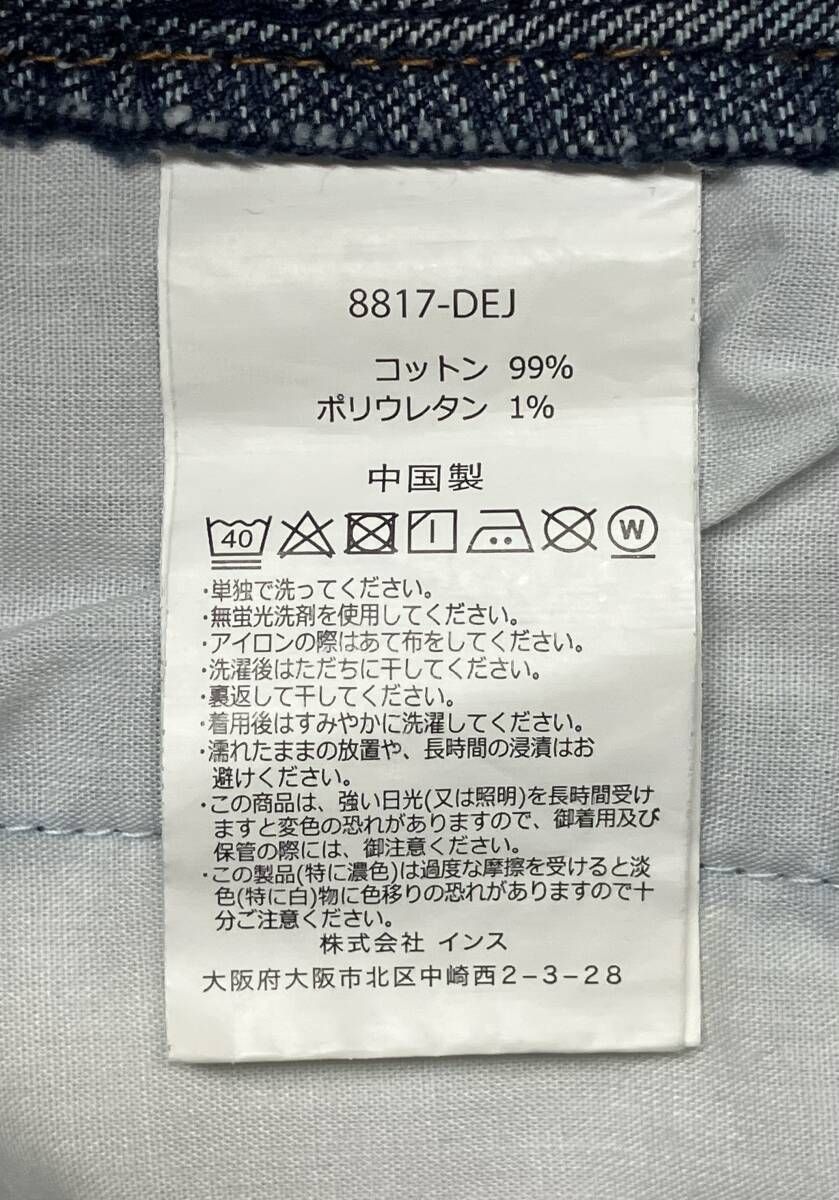 8817-DEJ
コットン 99%
ポリウレタン 1%
中国製
40 W
・単独で洗ってください。
・無蛍光洗剤を使用してください。
・アイロンの際はあて布をしてください。
・洗濯後はただちに干してください。
・裏返して干してください。
・着用後はすみやかに洗濯してください。
・濡れたままの放置や、長時間の浸漬はお
避けください。
・この商品は、強い日光(又は照明)を長時間受け
ますと変色の恐れがありますので、御着用及び
保管の際には、御注意ください。
・この製品(特に濃色)は過度な摩擦を受けると淡
色(特に白)物に色移りの恐れがありますので十
分ご注意ください。
株式会社 インス
大阪府大阪市北区中崎西2-3-28